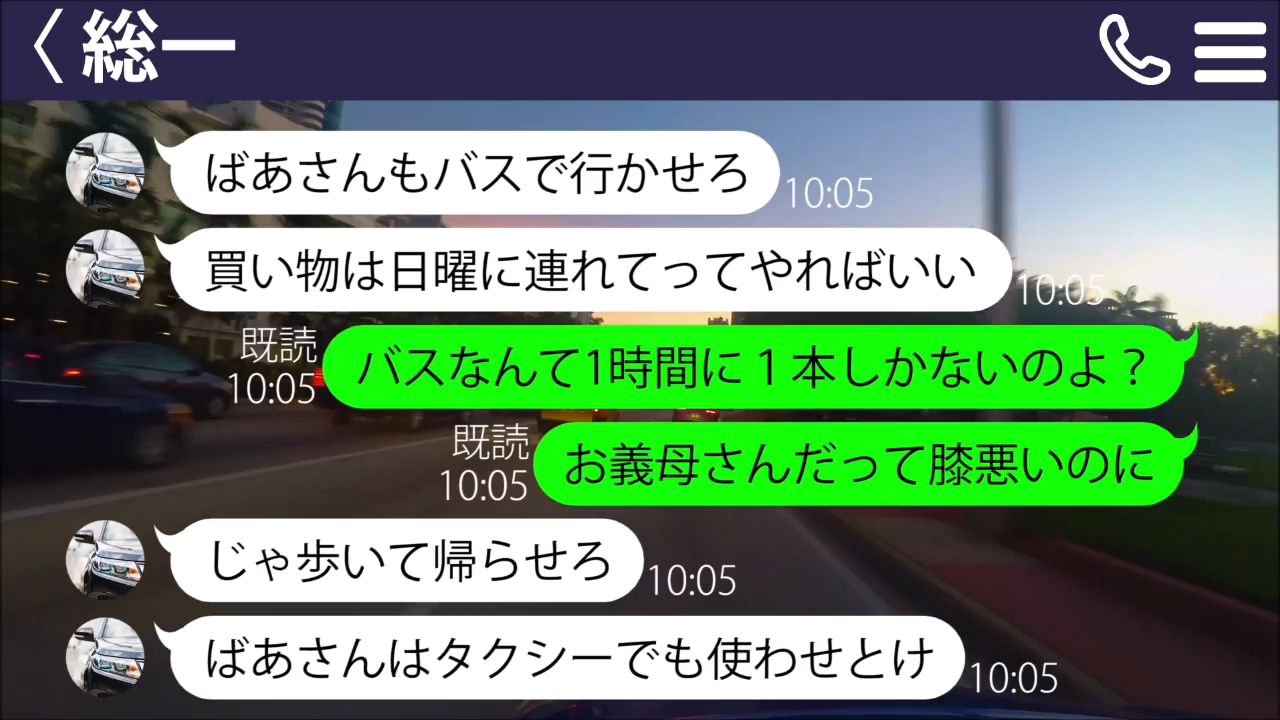 総一
ばあさんもバスで行かせろ
10:05
買い物は日曜に連れてってやればいい
10:05
既読
10:05
バスなんて1時間に１本しかないのよ？
既読
10:05
お義母さんだって膝悪いのに
じゃ歩いて帰らせろ
10:05
ばあさんはタクシーでも使わせとけ
10:05